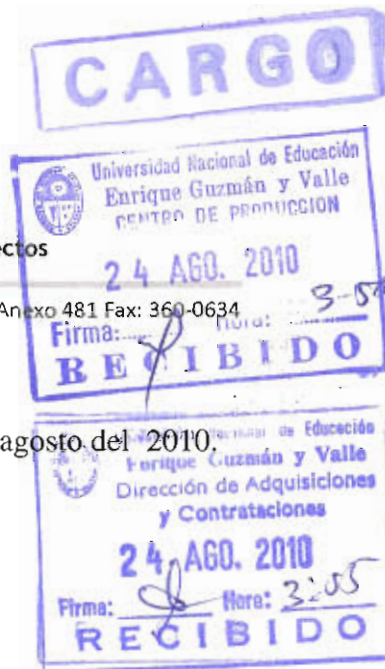 CARGO
Universidad Nacional de Educación
Enrique Guzmán y Valle
CENTRO DE PRODUCCION
ectos
24 AGO. 2010
Anexo 481 Fax: 360-0634
Firma: Hora:
RECIBIDO
agosto del 2010.
Nacional de Educación
Enrique Guzmán y Valle
Dirección de Adquisiciones
y Contrataciones
24 AGO. 2010
Firma: Hora: 3:05
RECIBIDO